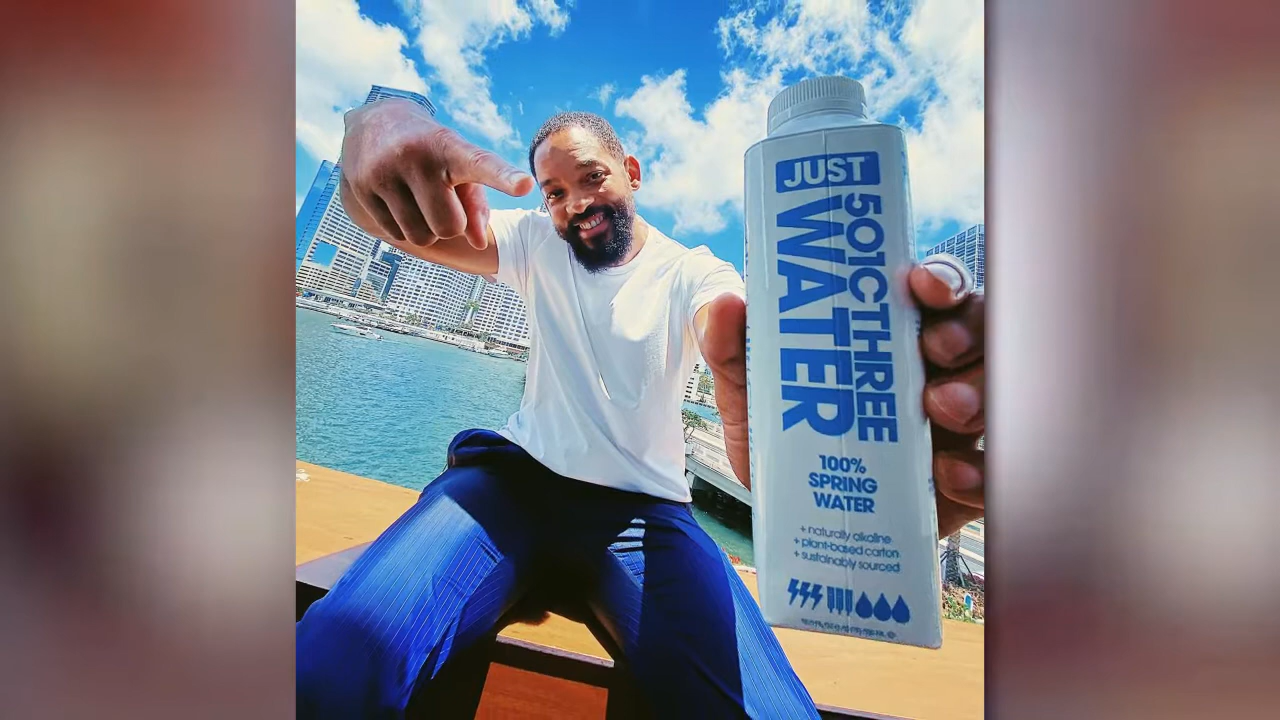 JUST
WATER
501CTHREE
100%
SPRING
WATER
+ naturally alkaline
+ plant-based carton
+ sustainably sourced